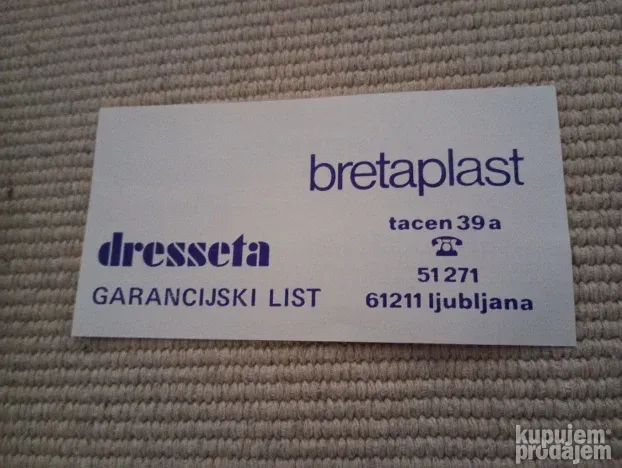 bretaplast
dresseta
GARANCIJSKI LIST
tacen 39 a
☎
51 271
61211 ljubljana
kupujem
prodajem